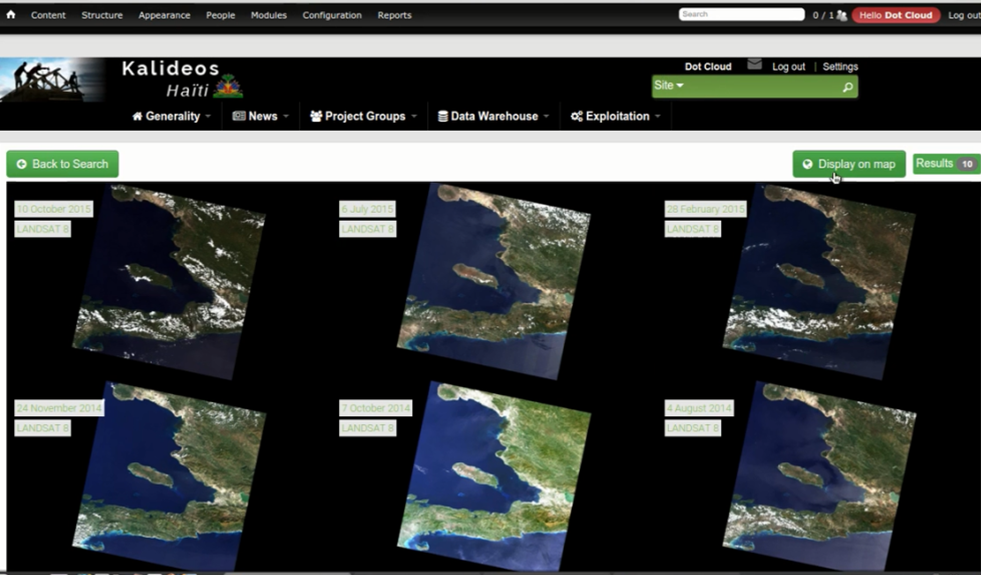 Content Structure Appearance People Modules Configuration Reports Search 0 / 1 Hello Dot Cloud Log out
Kalideos
Haïti
Dot Cloud Log out | Settings
Site
Generality News Project Groups Data Warehouse Exploitation
Back to Search Display on map Results 10
10 October 2015 6 July 2015 28 February 2015
LANDSAT 8 LANDSAT 8 LANDSAT 8
24 November 2014 7 October 2014 4 August 2014
LANDSAT 8 LANDSAT 8 LANDSAT 8